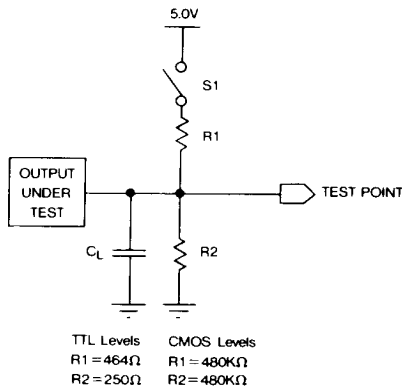 5.0V
S1
R1
OUTPUT
UNDER
TEST
TEST POINT
CL
R2
TTL Levels CMOS Levels
R1=464Ω R1=480KΩ
R2=250Ω R2=480KΩ